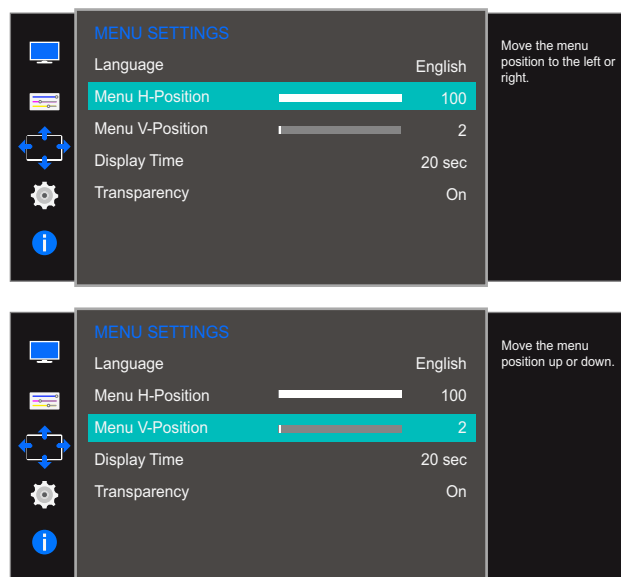 MENU SETTINGS
Language English
Menu H-Position 100
Menu V-Position 2
Display Time 20 sec
Transparency On
Move the menu
position to the left or
right.
MENU SETTINGS
Language English
Menu H-Position 100
Menu V-Position 2
Display Time 20 sec
Transparency On
Move the menu
position up or down.